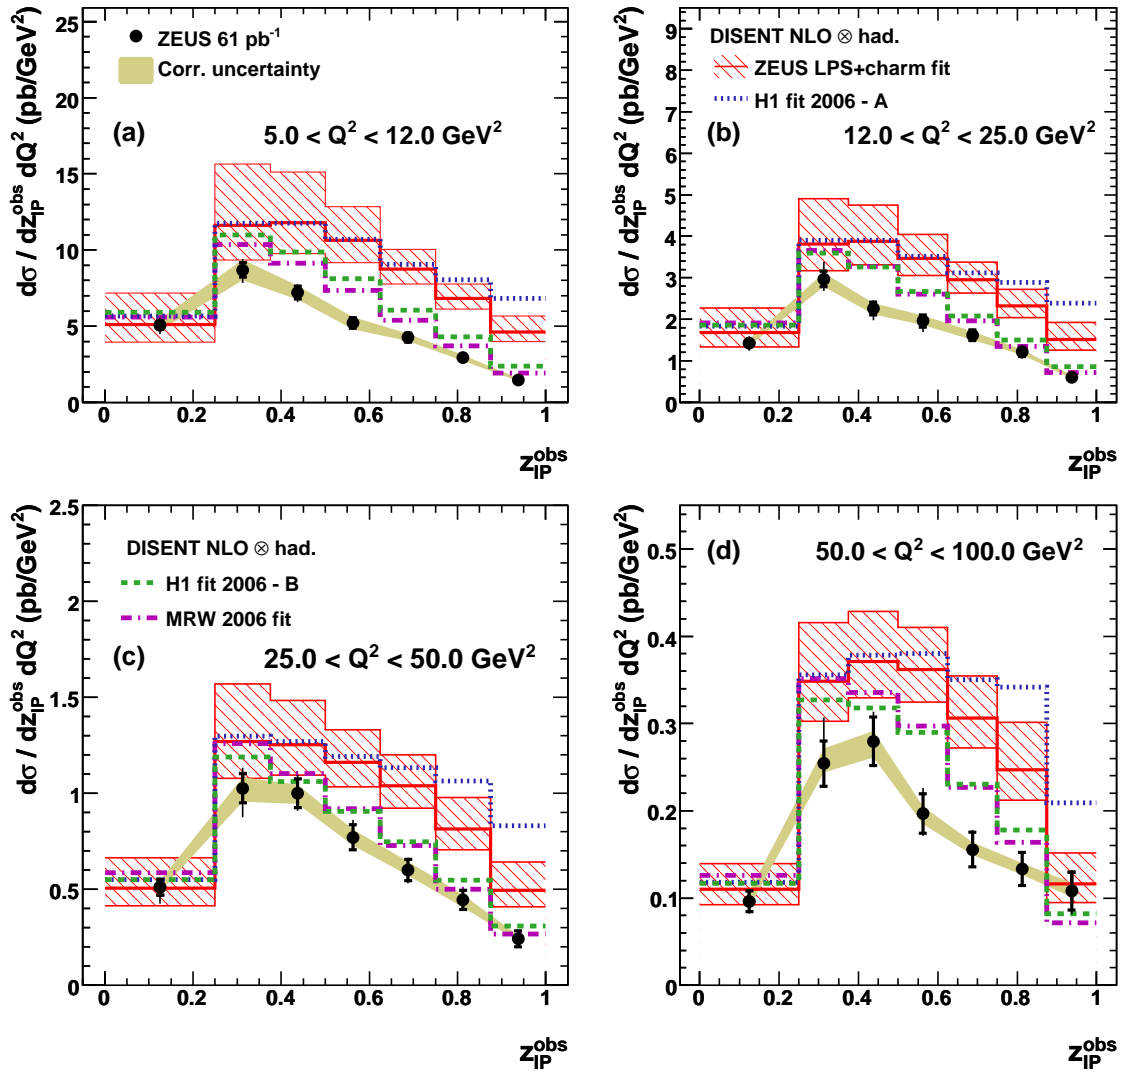 dσ / dz_IP^obs dQ² (pb/GeV²)
25
20
15
10
5
0
ZEUS 61 pb⁻¹
Corr. uncertainty
(a)
5.0 < Q² < 12.0 GeV²
0 0.2 0.4 0.6 0.8 1
z_IP^obs
dσ / dz_IP^obs dQ² (pb/GeV²)
9
8
7
6
5
4
3
2
1
0
DISENT NLO ⊗ had.
ZEUS LPS+charm fit
H1 fit 2006 - A
(b)
12.0 < Q² < 25.0 GeV²
0 0.2 0.4 0.6 0.8 1
z_IP^obs
dσ / dz_IP^obs dQ² (pb/GeV²)
2.5
2
1.5
1
0.5
0
DISENT NLO ⊗ had.
H1 fit 2006 - B
MRW 2006 fit
(c)
25.0 < Q² < 50.0 GeV²
0 0.2 0.4 0.6 0.8 1
z_IP^obs
dσ / dz_IP^obs dQ² (pb/GeV²)
0.5
0.4
0.3
0.2
0.1
0
(d)
50.0 < Q² < 100.0 GeV²
0 0.2 0.4 0.6 0.8 1
z_IP^obs